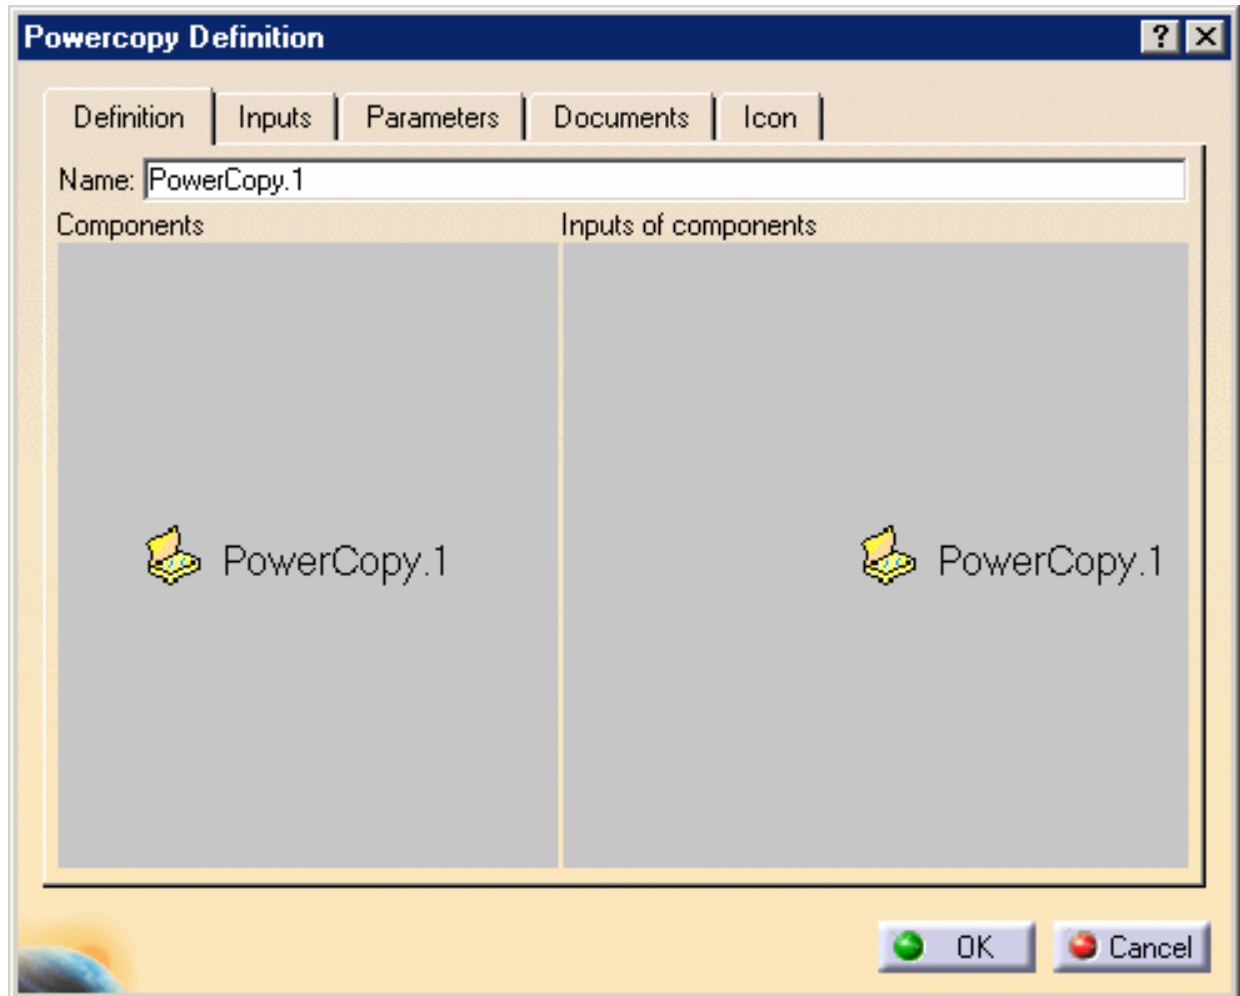 Powercopy Definition
Definition Inputs Parameters Documents Icon
Name: PowerCopy.1
Components Inputs of components
PowerCopy.1 PowerCopy.1
OK Cancel